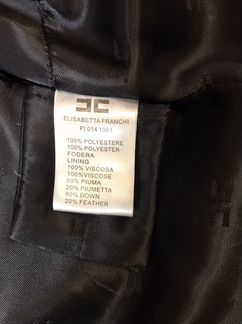 ELISABETTA FRANCHI
PI 014 1083
100% POLYESTERE
100% POLYESTER
FODERA
LINING
100% VISCOSA
100%VISCOSE
80% PIUMA
20% PIUMETTA
80% DOWN
20% FEATHER